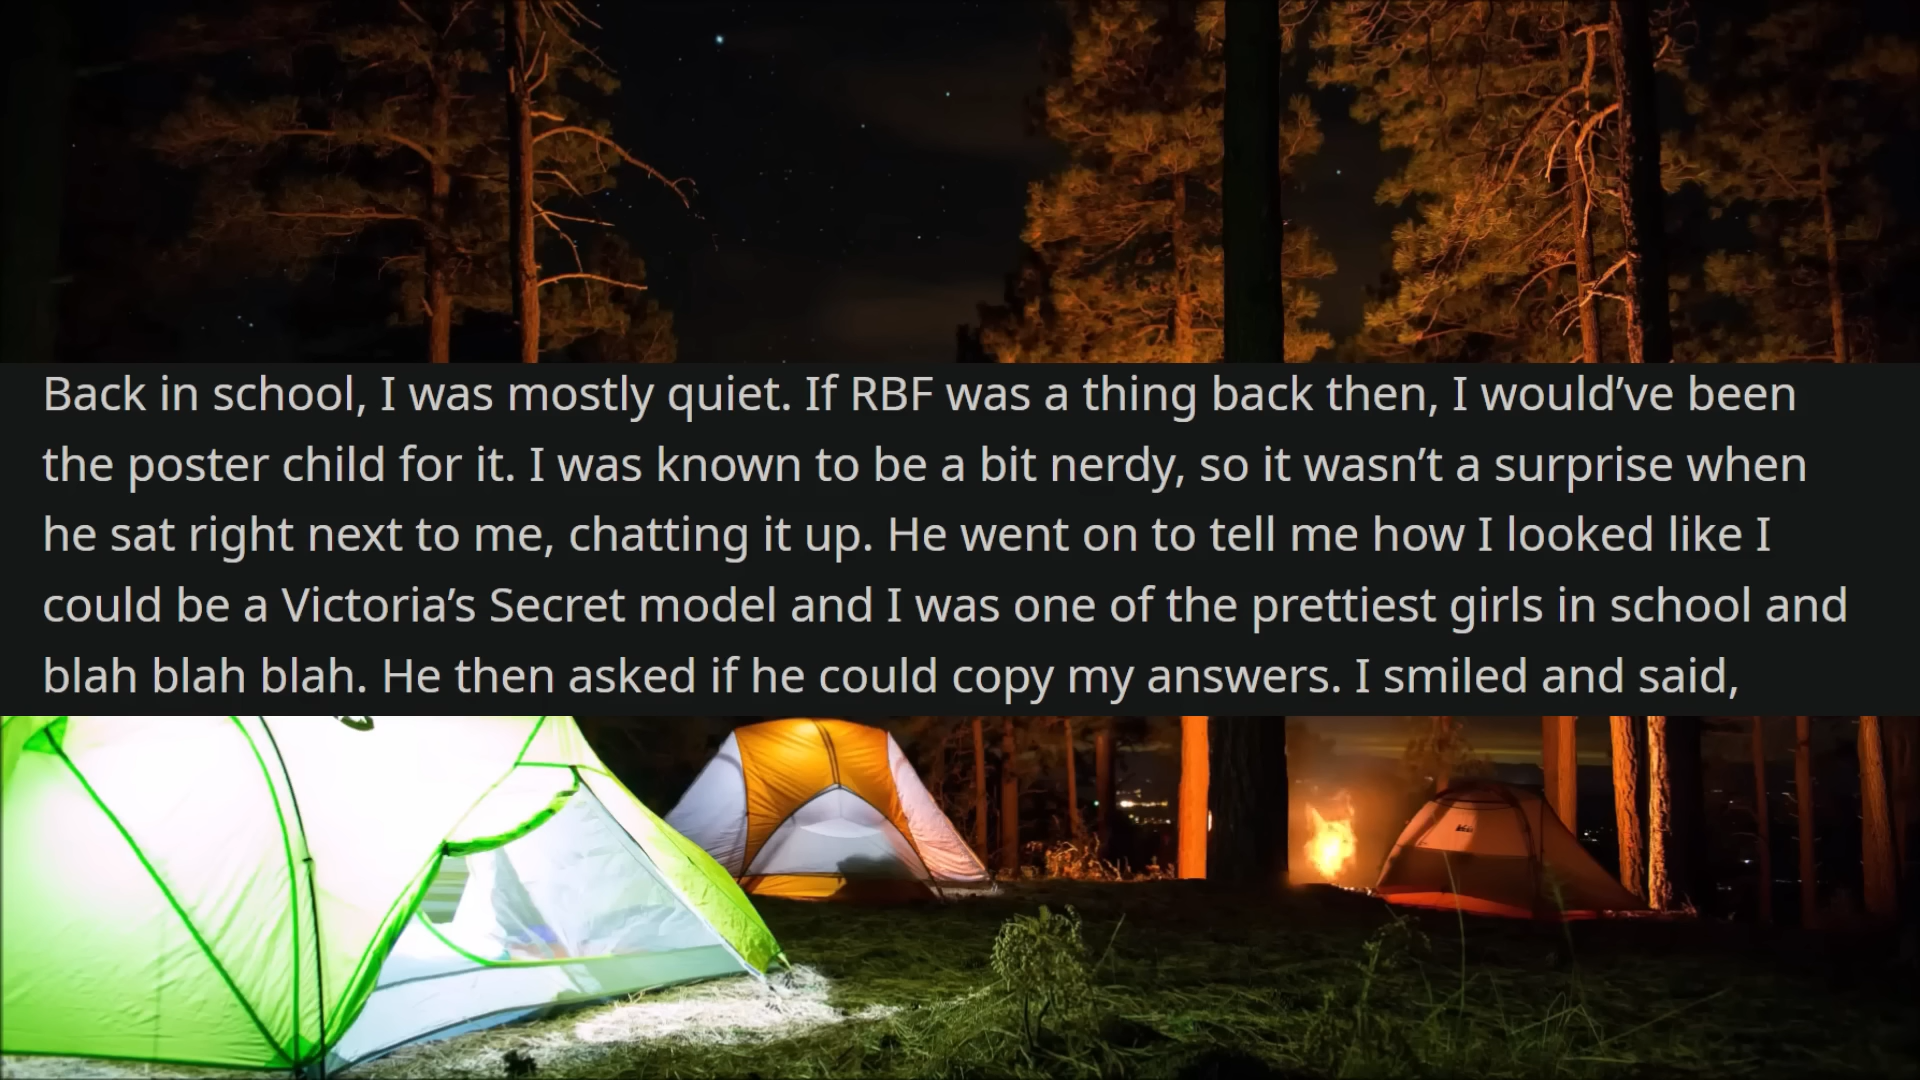 Back in school, I was mostly quiet. If RBF was a thing back then, I would’ve been
the poster child for it. I was known to be a bit nerdy, so it wasn’t a surprise when
he sat right next to me, chatting it up. He went on to tell me how I looked like I
could be a Victoria’s Secret model and I was one of the prettiest girls in school and
blah blah blah. He then asked if he could copy my answers. I smiled and said,